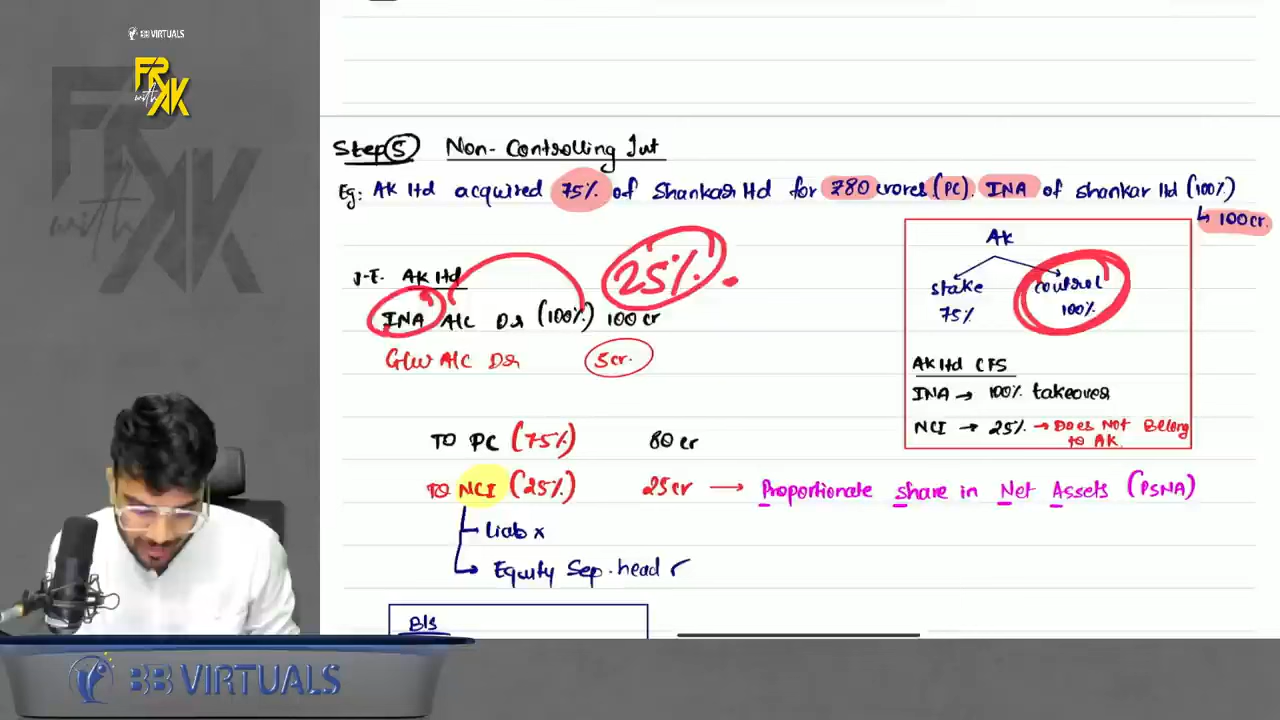 BB VIRTUALS
FR
with
AK
Step 5 Non-Controlling Int
Eg: AK ltd acquired 75% of Shankar ltd for ₹80 crores (PC). INA of Shankar ltd (100%)
↳ 100cr.
AK
stake control
75% 100%
AK ltd CFS
INA → 100% takeover
NCI → 25% → Does Not Belong
to AK.
25%.
J.E. AK ltd
INA A/c Dr (100%) 100 cr
G/w A/c Dr 5cr.
TO PC (75%) 80 cr
TO NCI (25%) 25cr → Proportionate share in Net Assets (PSNA)
Liab x
Equity Sep. head ✓
B/s
BB VIRTUALS